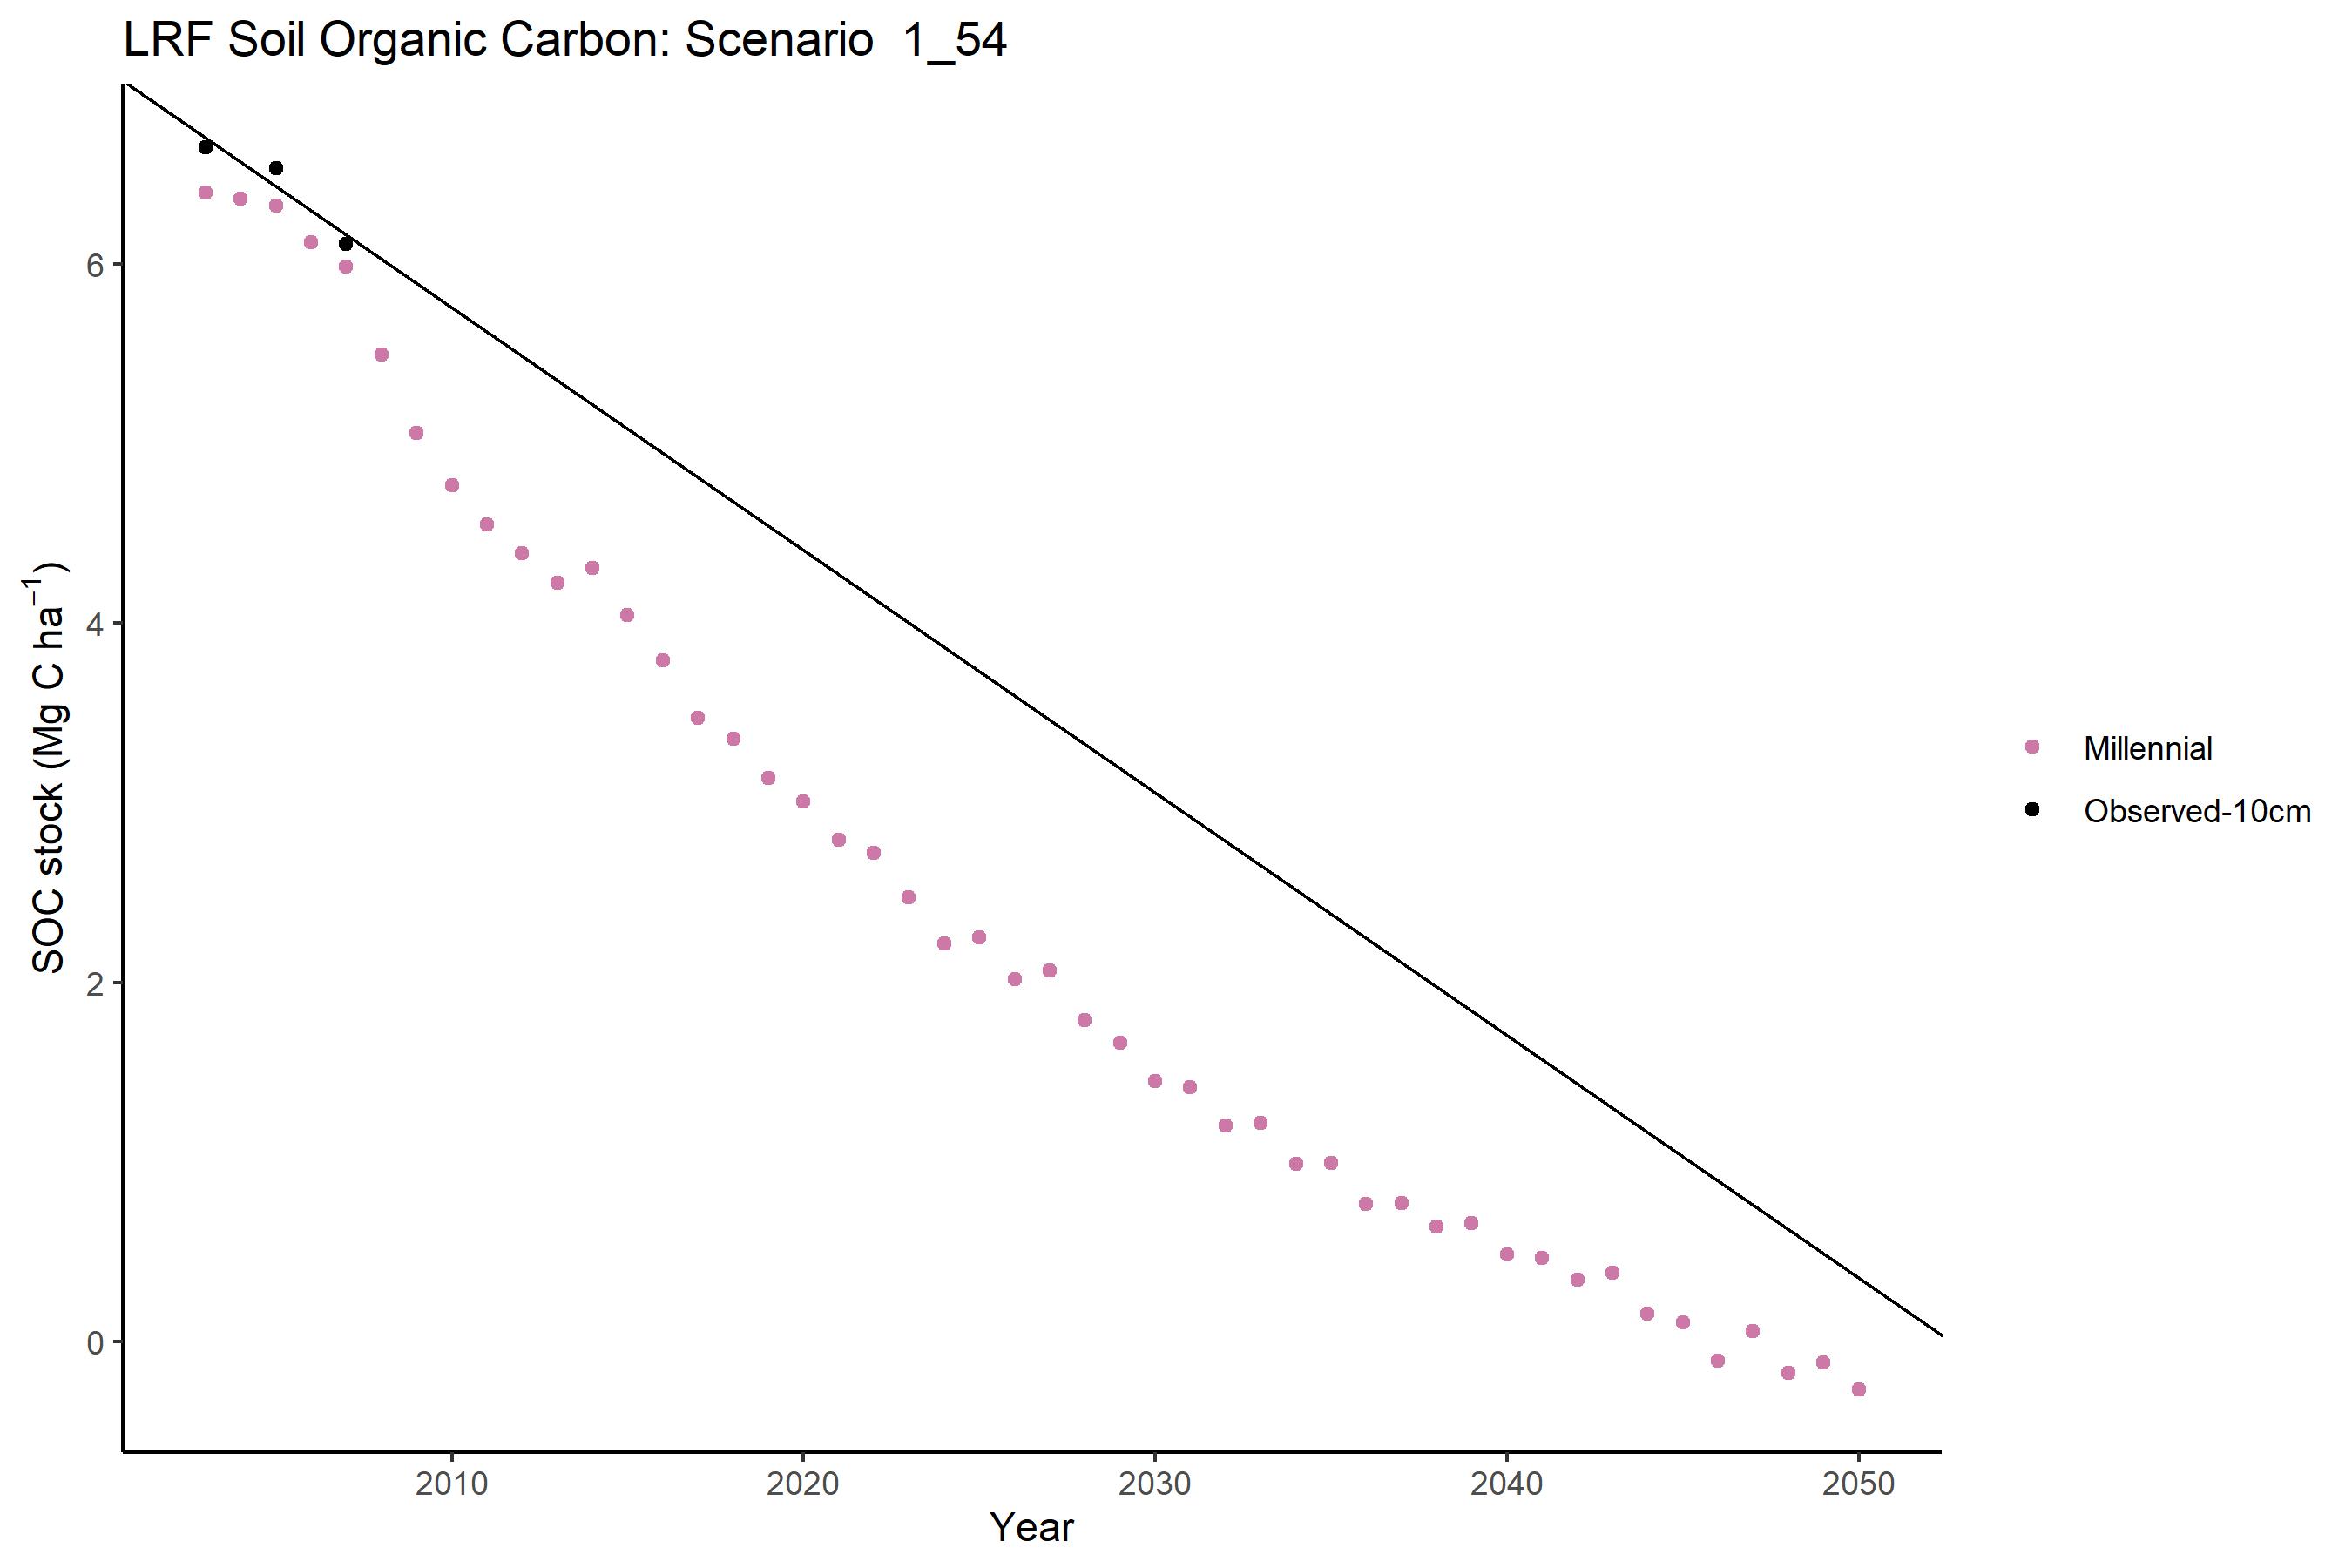 LRF Soil Organic Carbon: Scenario  1_54
SOC stock (Mg C ha⁻¹)
6
4
2
0
2010
2020
2030
2040
2050
Year
Millennial
Observed-10cm